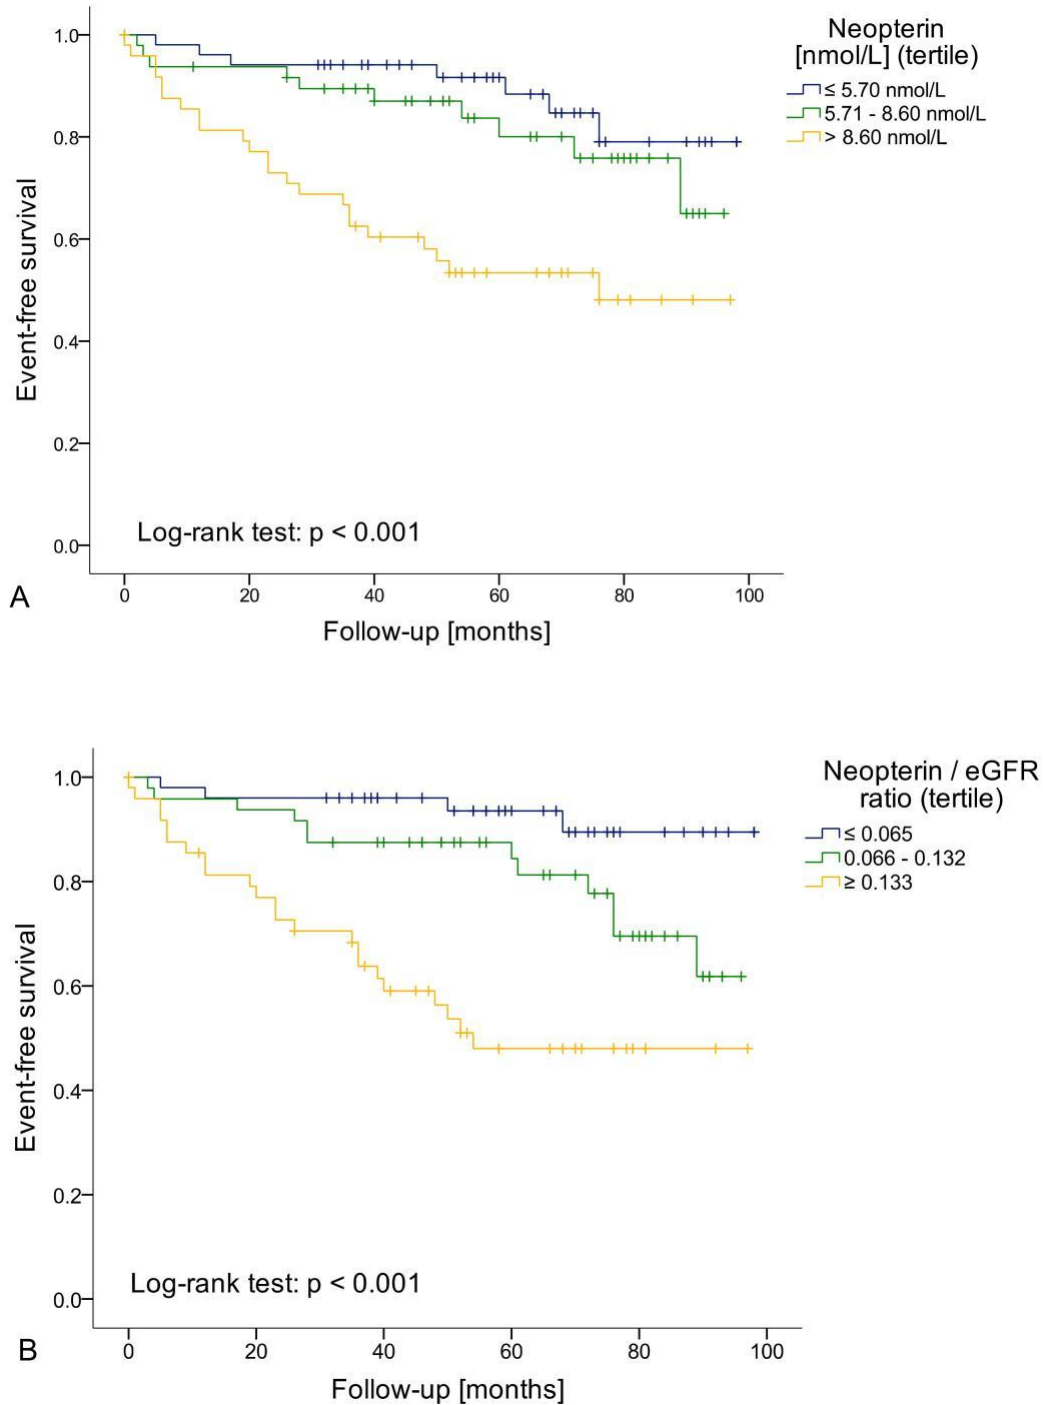 Neopterin
[nmol/L] (tertile)
≤ 5.70 nmol/L
5.71 - 8.60 nmol/L
> 8.60 nmol/L
Event-free survival
1.0
0.8
0.6
0.4
0.2
0.0
Log-rank test: p < 0.001
A
0 20 40 60 80 100
Follow-up [months]
Neopterin / eGFR
ratio (tertile)
≤ 0.065
0.066 - 0.132
≥ 0.133
Event-free survival
1.0
0.8
0.6
0.4
0.2
0.0
Log-rank test: p < 0.001
B
0 20 40 60 80 100
Follow-up [months]